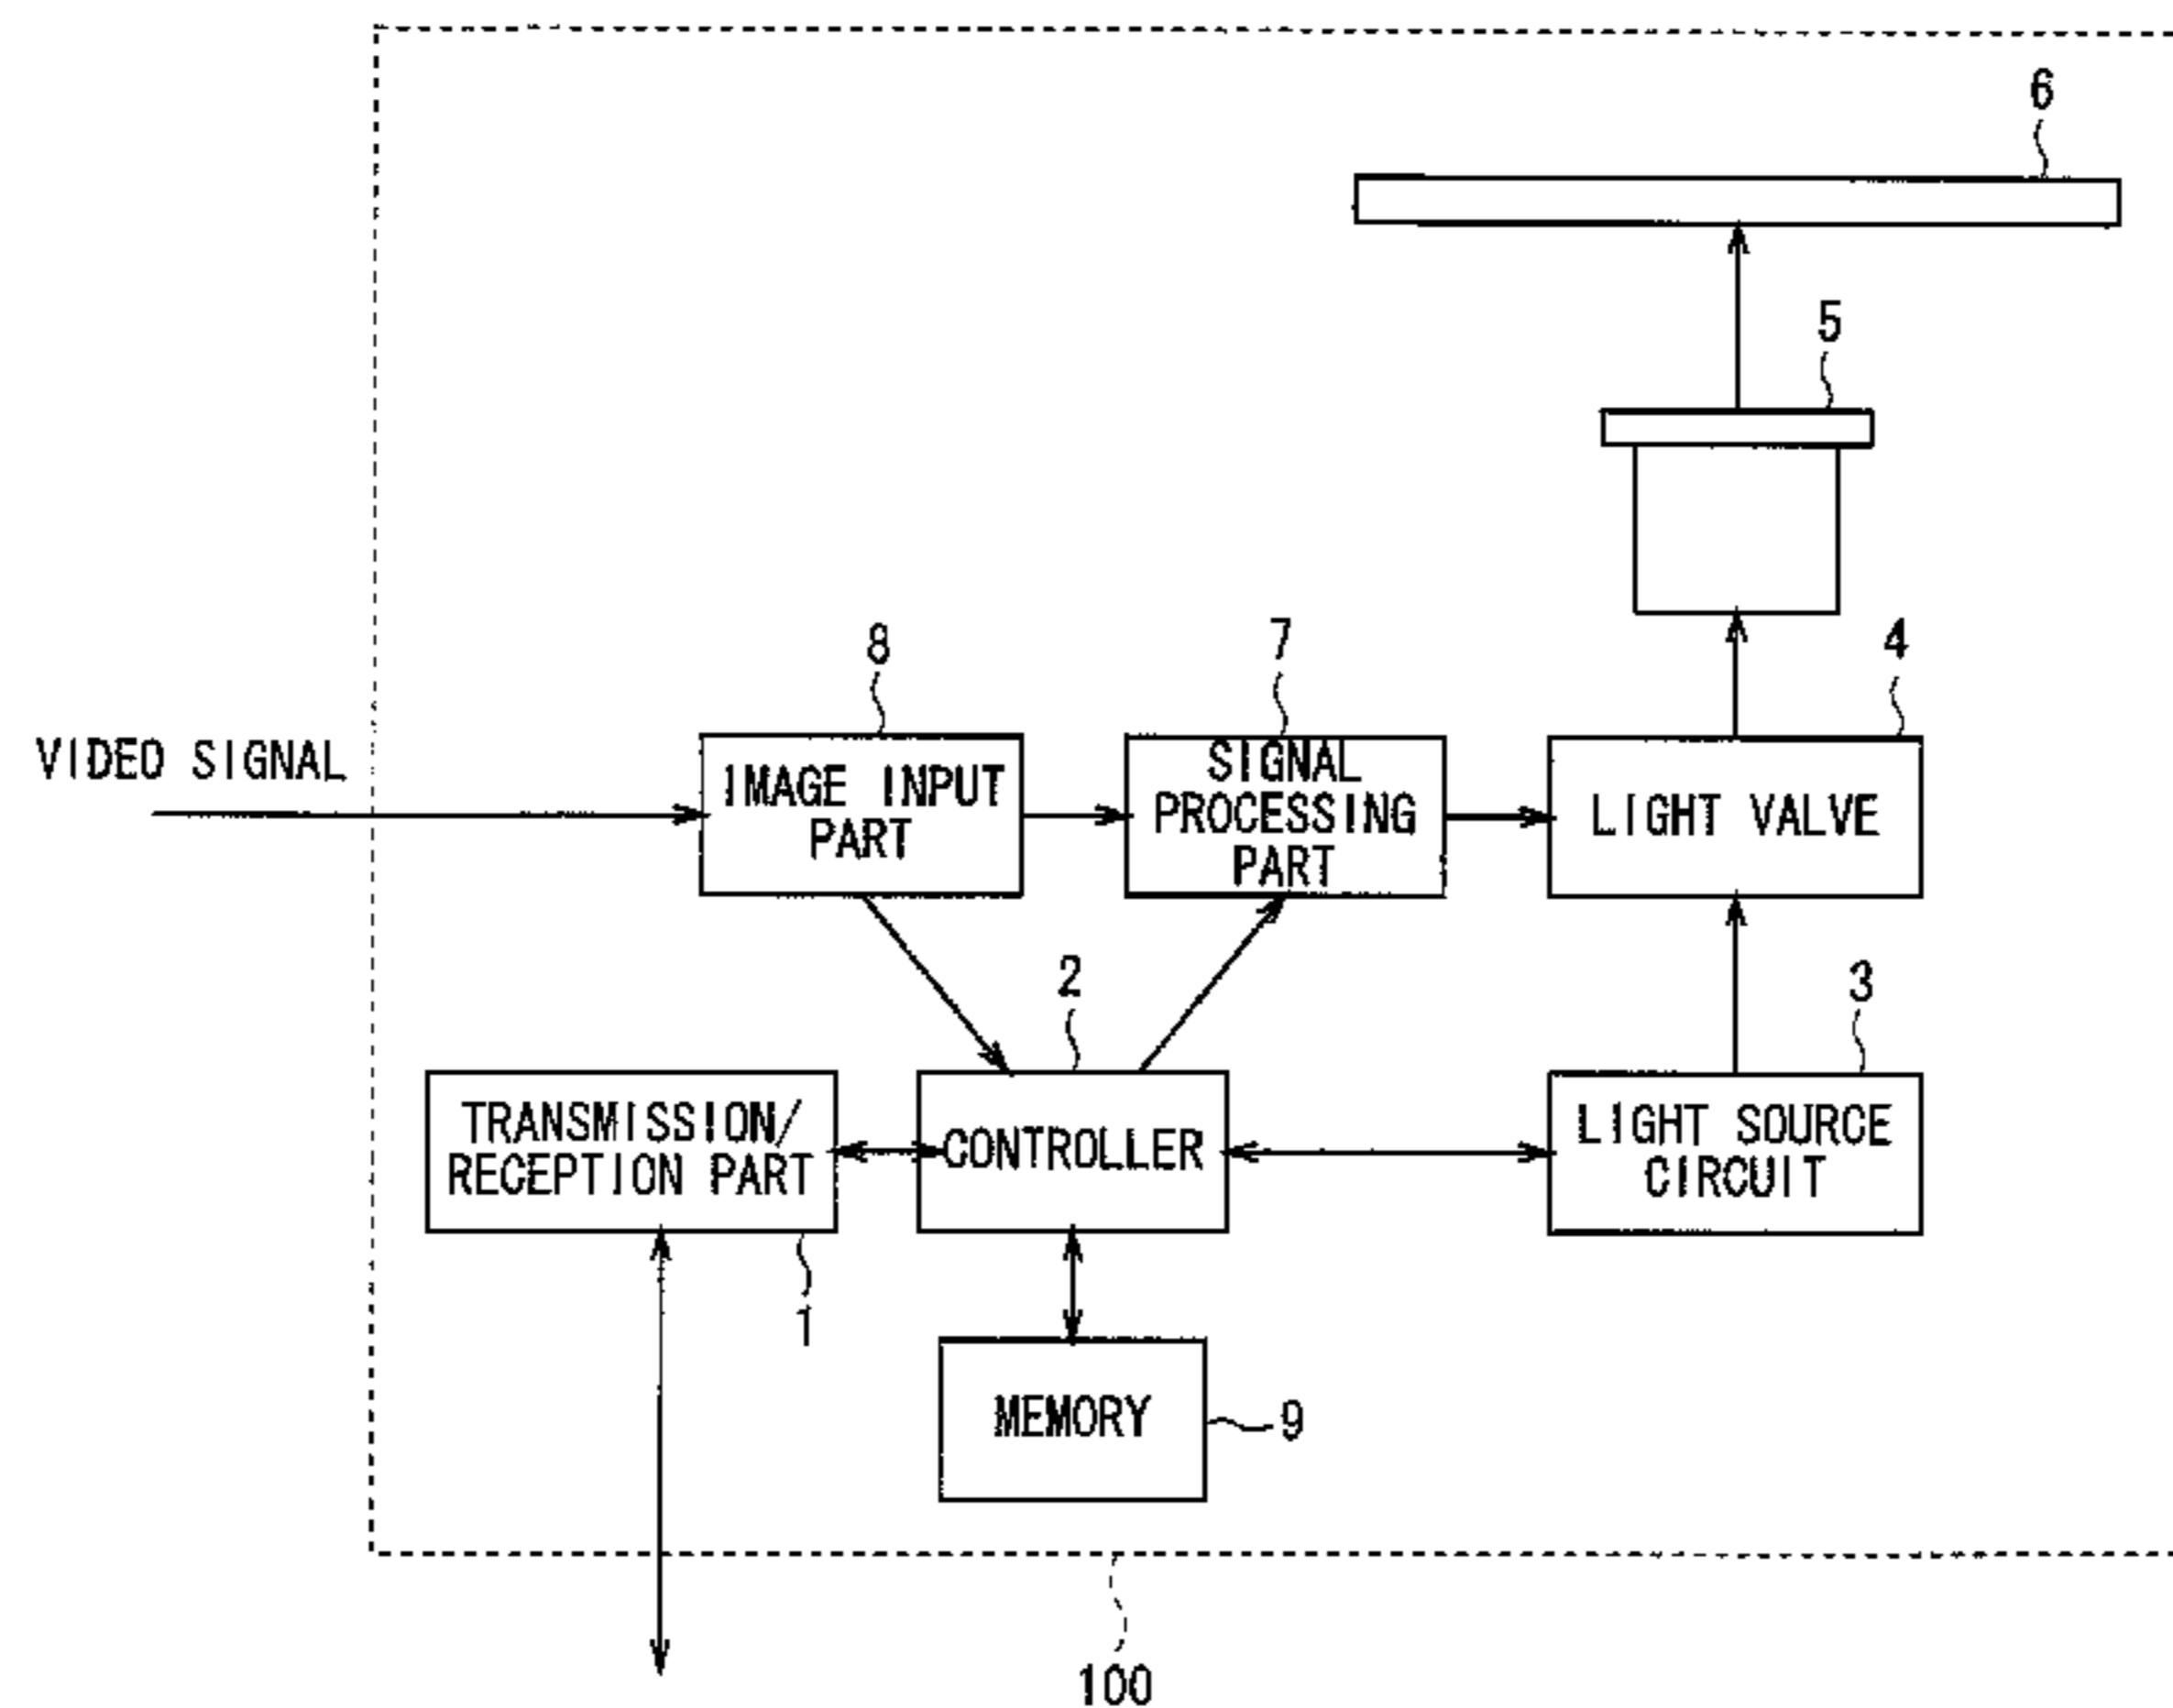 6
5
8
7
4
VIDEO SIGNAL
IMAGE INPUT
PART
SIGNAL
PROCESSING
PART
LIGHT VALVE
2
3
TRANSMISSION/
RECEPTION PART
CONTROLLER
LIGHT SOURCE
CIRCUIT
1
MEMORY
9
100